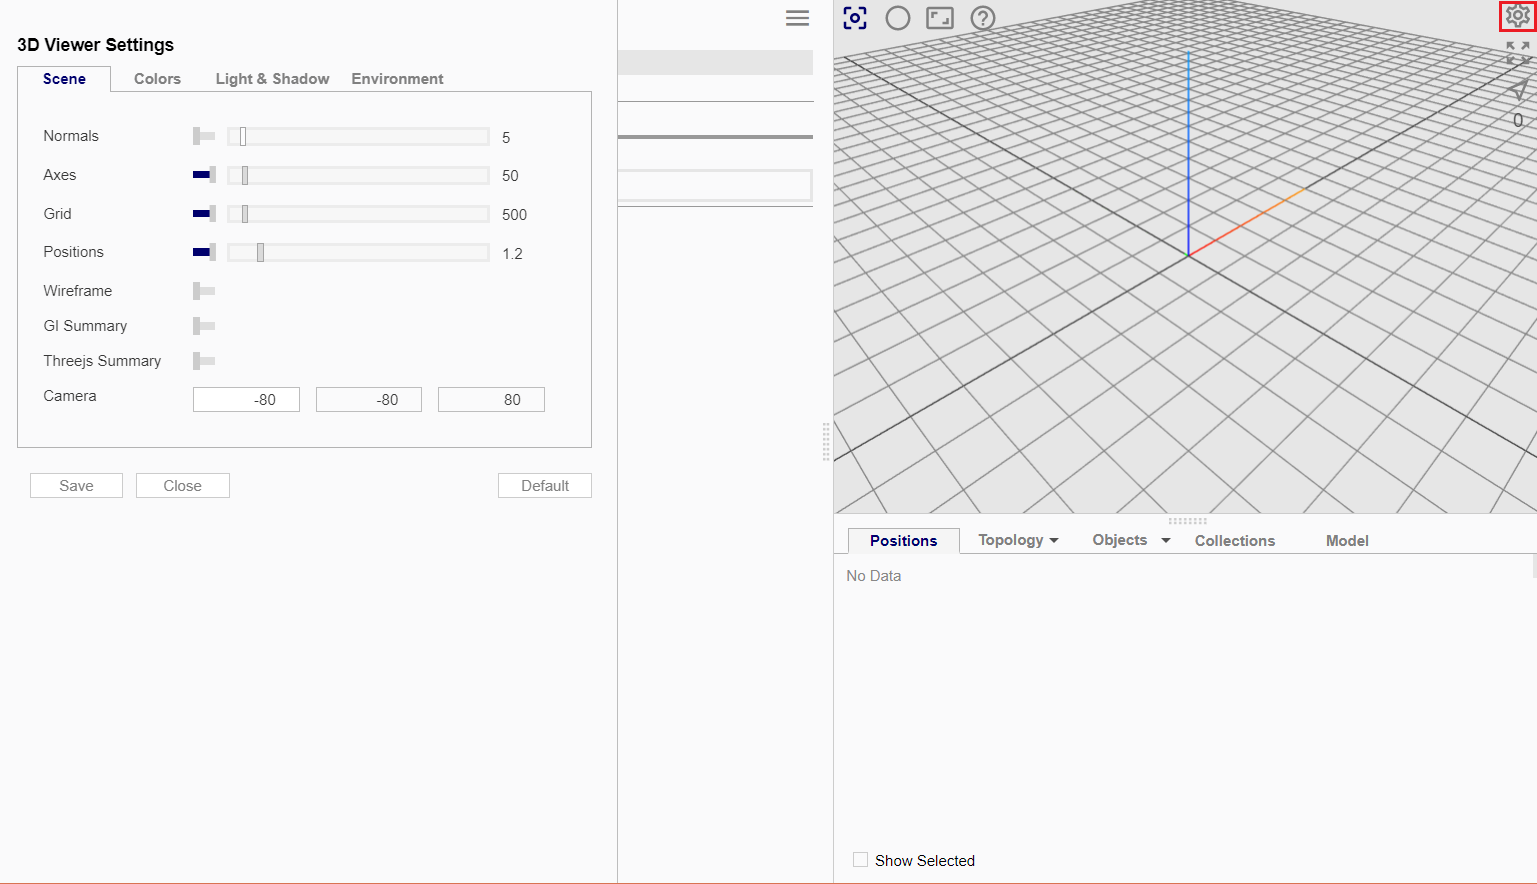 3D Viewer Settings
Scene Colors Light & Shadow Environment
Normals 5
Axes 50
Grid 500
Positions 1.2
Wireframe
GI Summary
Threejs Summary
Camera -80 -80 80
Save Close Default
0
Positions Topology Objects Collections Model
No Data
Show Selected